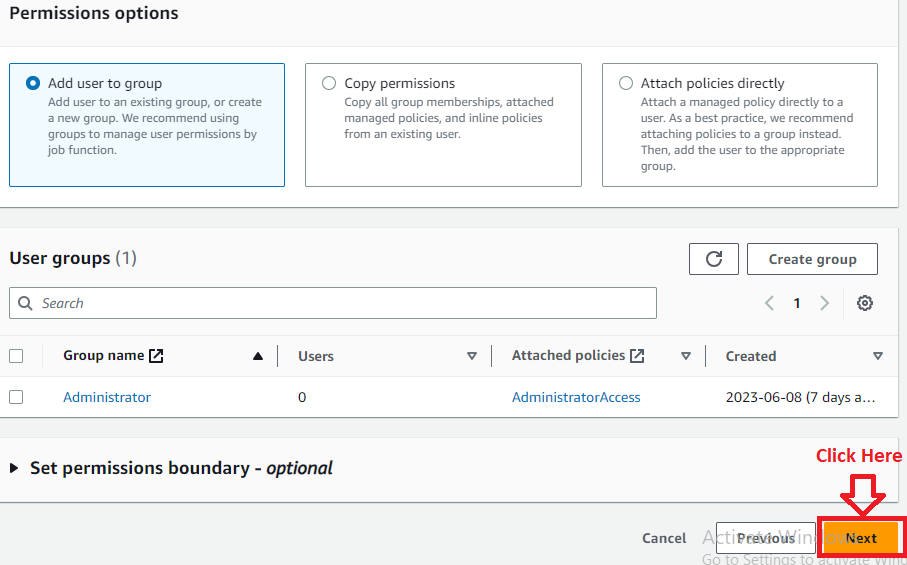 Permissions options
Add user to group
Add user to an existing group, or create
a new group. We recommend using
groups to manage user permissions by
job function.
Copy permissions
Copy all group memberships, attached
managed policies, and inline policies
from an existing user.
Attach policies directly
Attach a managed policy directly to a
user. As a best practice, we recommend
attaching policies to a group instead.
Then, add the user to the appropriate
group.
User groups (1)
Create group
Search
1
Group name Users Attached policies Created
Administrator 0 AdministratorAccess 2023-06-08 (7 days a...
Set permissions boundary - optional
Click Here
Cancel Previous Next
Activate Windows
Go to Settings to activate Wind